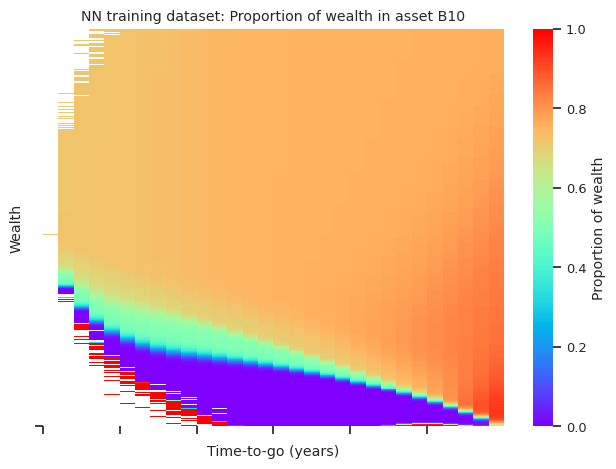 NN training dataset: Proportion of wealth in asset B10
Wealth
Time-to-go (years)
1.0
0.8
0.6
0.4
0.2
0.0
Proportion of wealth